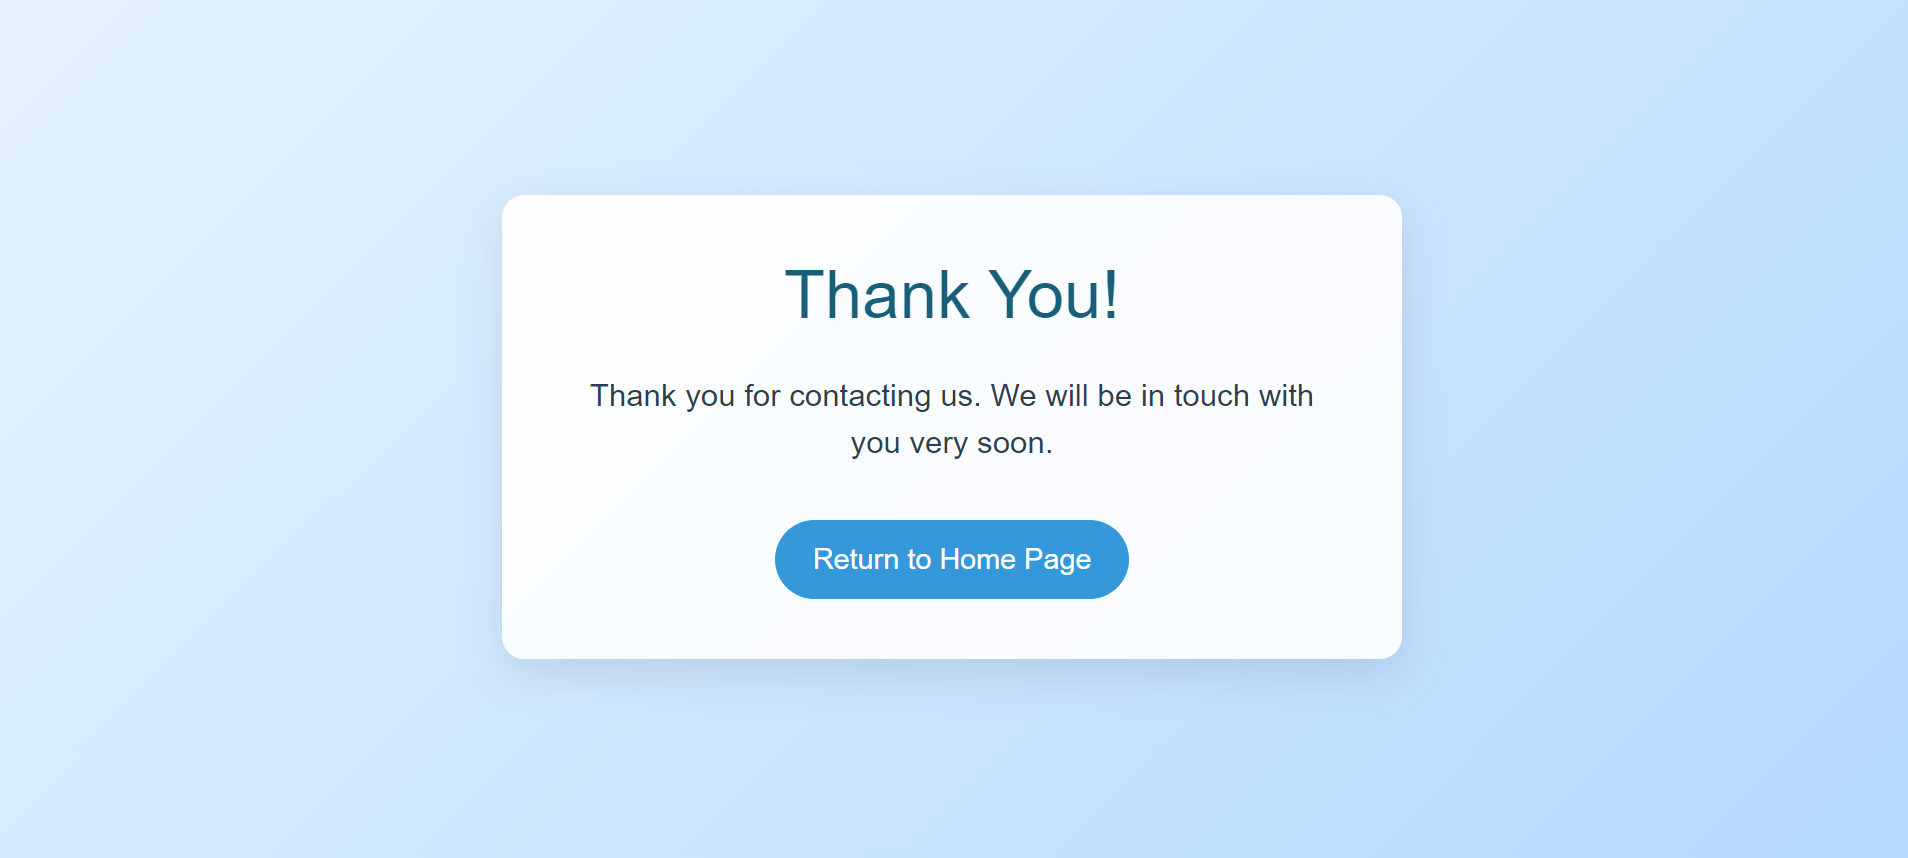 Thank You!
Thank you for contacting us. We will be in touch with
you very soon.
Return to Home Page